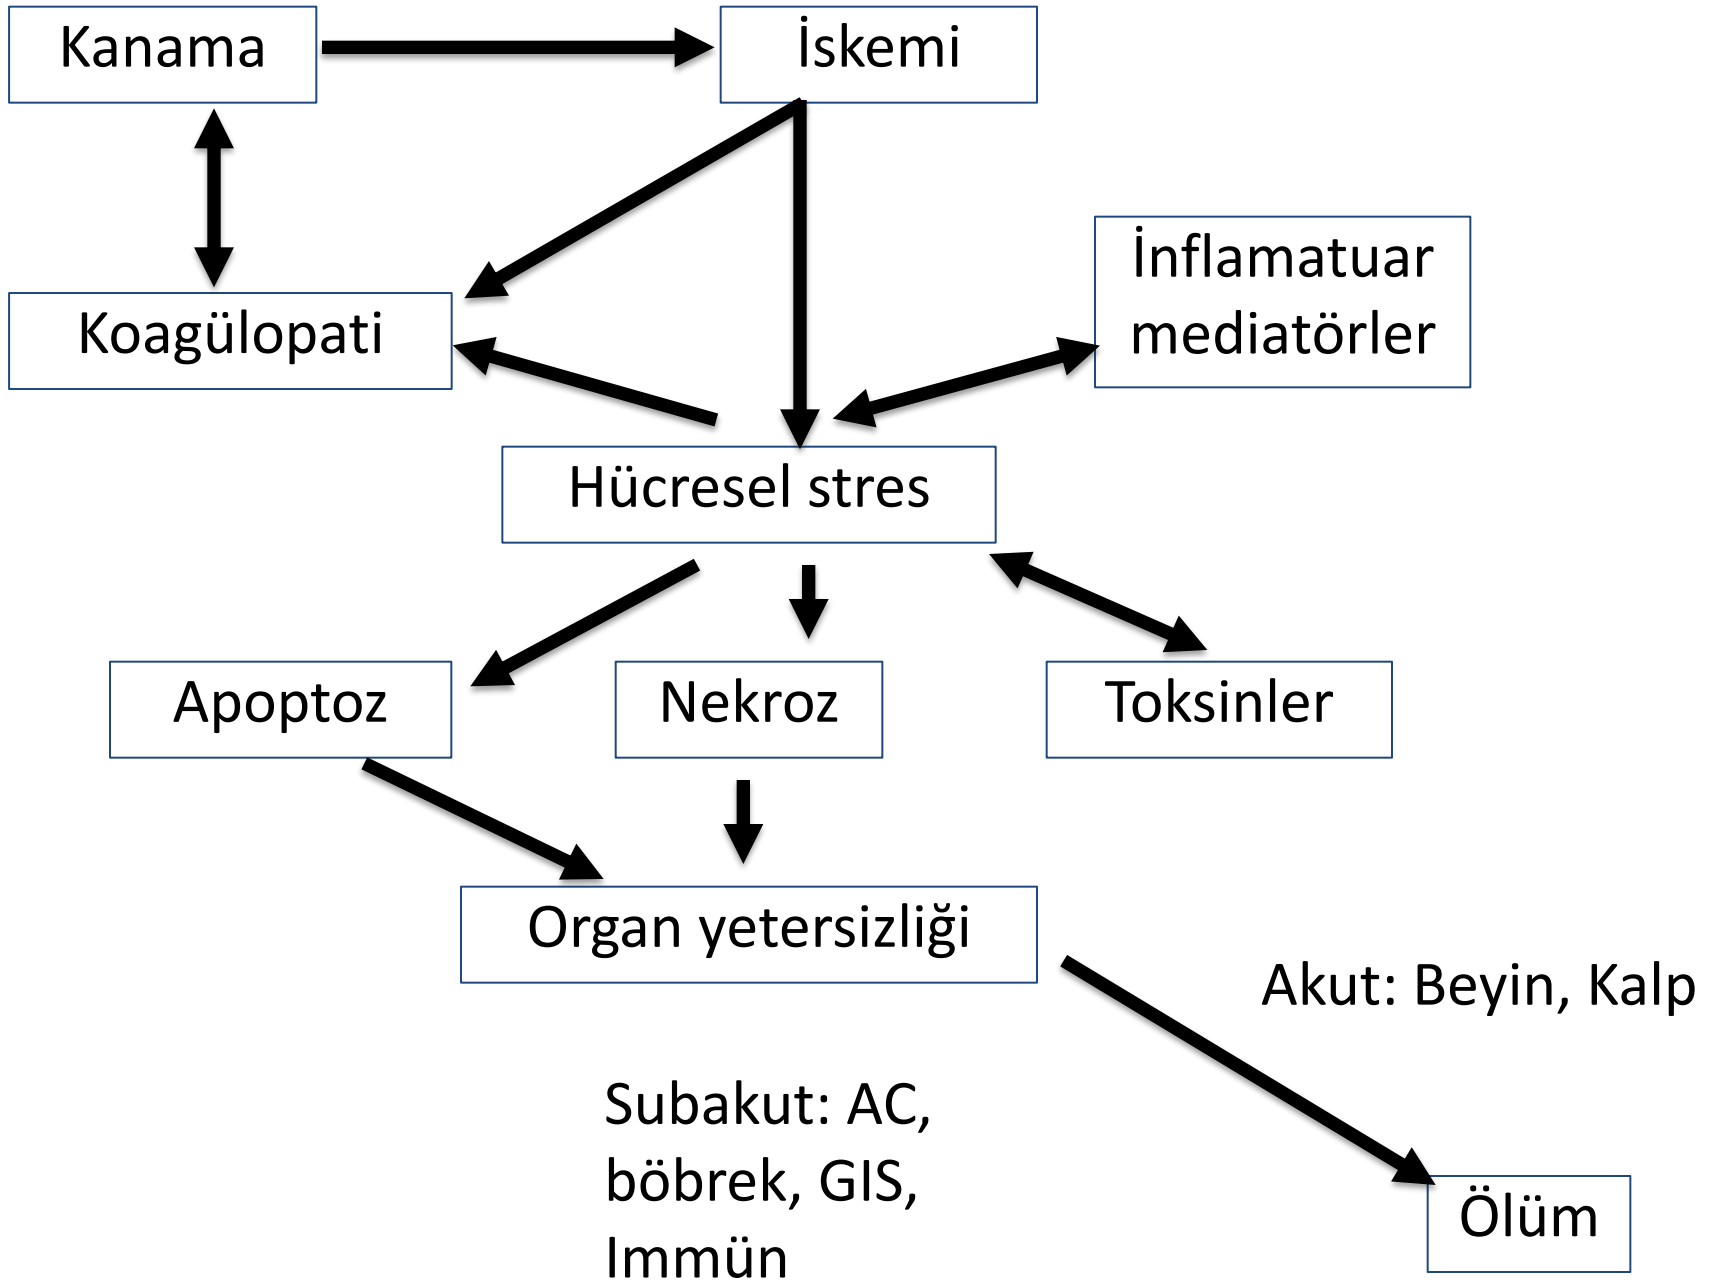 Kanama
İskemi
İnflamatuar
mediatörler
Koagülopati
Hücresel stres
Apoptoz
Nekroz
Toksinler
Organ yetersizliği
Akut: Beyin, Kalp
Subakut: AC,
böbrek, GIS,
Immün
Ölüm